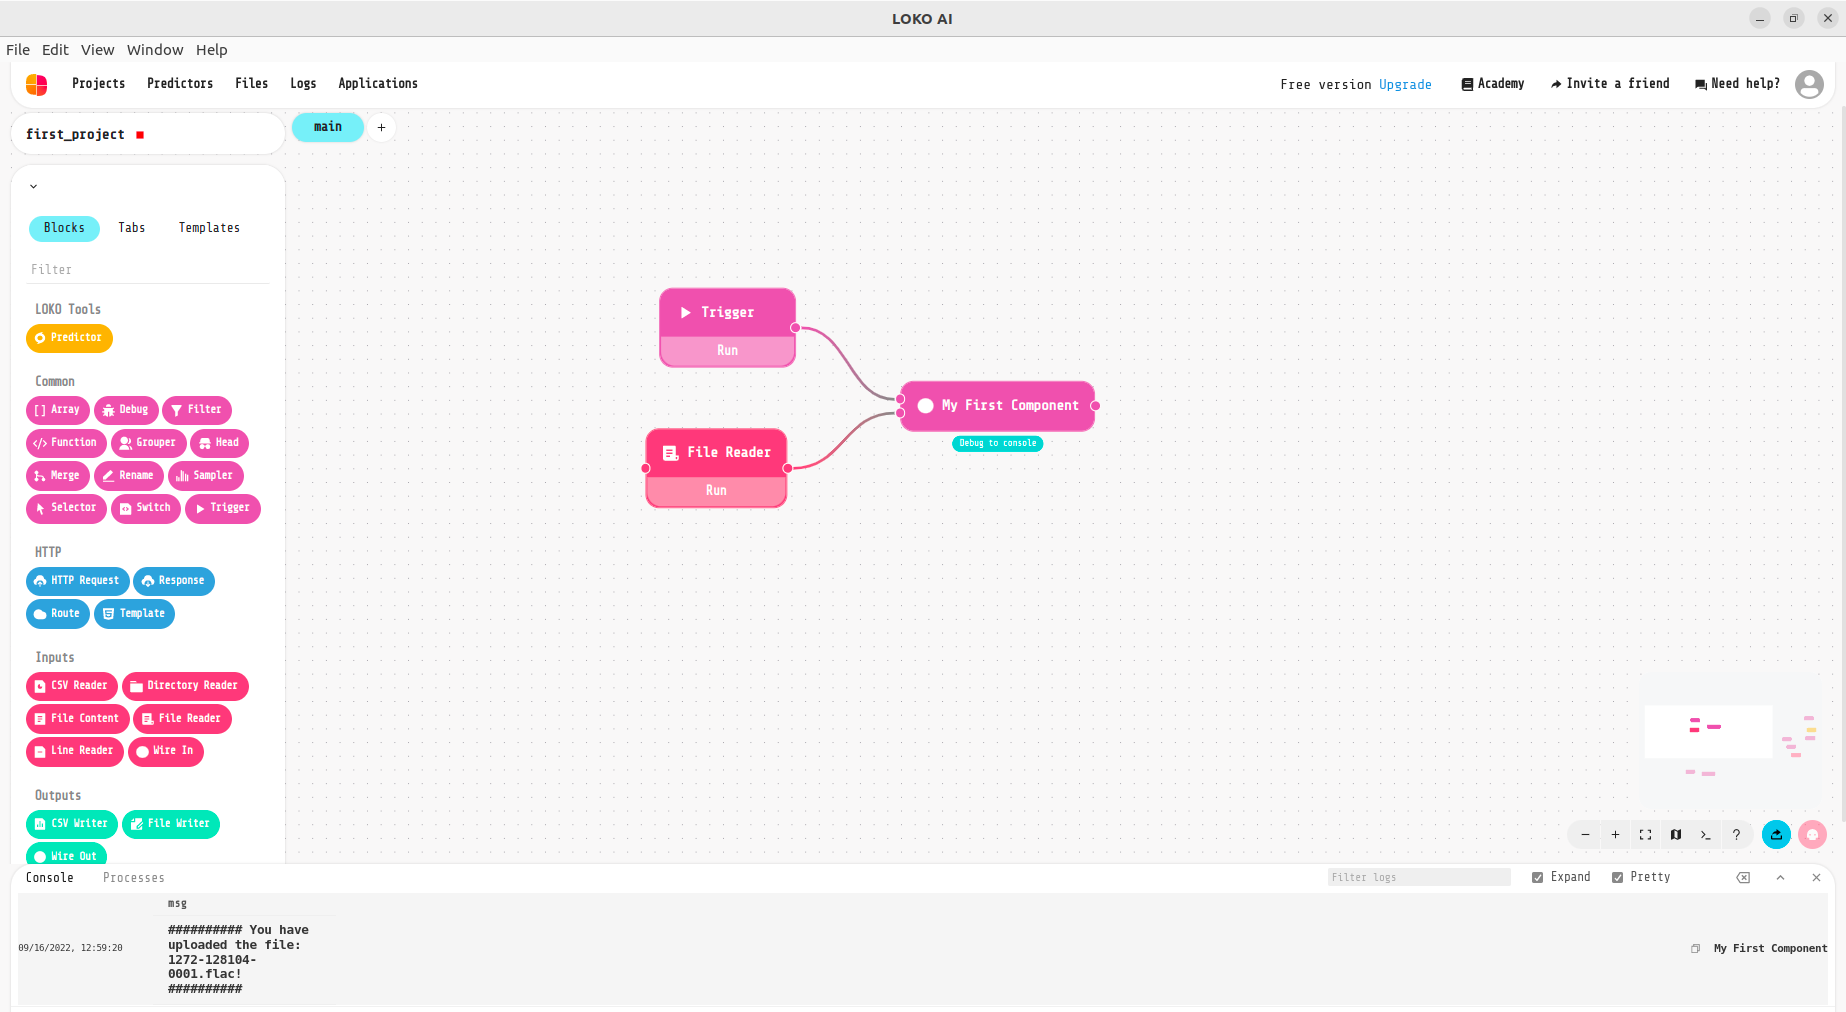 LOKO AI
File Edit View Window Help
Projects Predictors Files Logs Applications
Free version Upgrade Academy Invite a friend Need help?
first_project
main +
Blocks Tabs Templates
Filter
LOKO Tools
Predictor
Common
[] Array Debug Filter
</> Function Grouper Head
Merge Rename Sampler
Selector Switch Trigger
HTTP
HTTP Request Response
Route Template
Inputs
CSV Reader Directory Reader
File Content File Reader
Line Reader Wire In
Outputs
CSV Writer File Writer
Wire Out
Trigger
Run
File Reader
Run
My First Component
Debug to console
− + >_ ?
Console Processes
Filter logs Expand Pretty
msg
09/16/2022, 12:59:20
########## You have
uploaded the file:
1272-128104-
0001.flac!
##########
My First Component